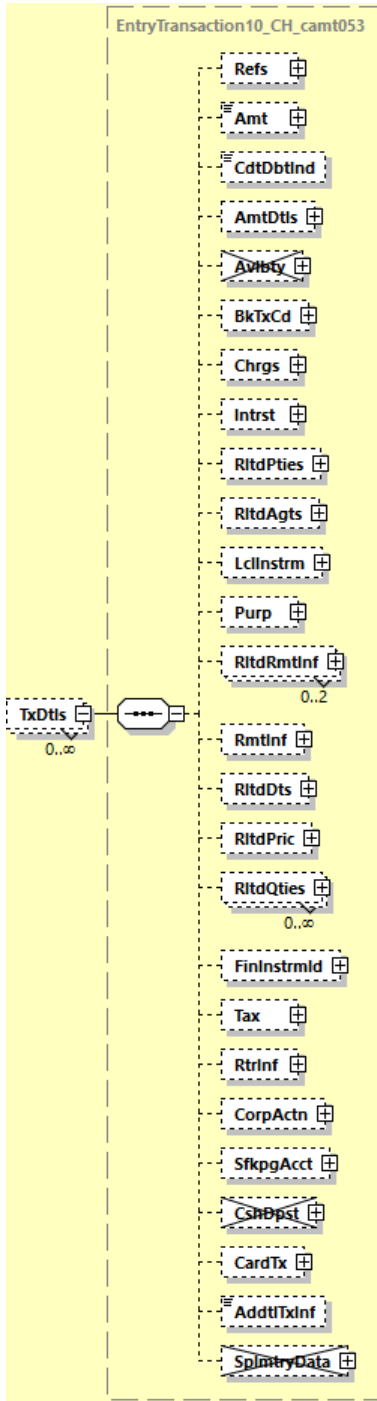 EntryTransaction10_CH_camt053
Refs
Amt
CdtDbtInd
AmtDtls
Avlbty
BkTxCd
Chrgs
Intrst
RltdPties
RltdAgts
LclInstrm
Purp
RltdRmtInf
0..2
TxDtls
0..∞
RmtInf
RltdDts
RltdPric
RltdQties
0..∞
FinInstrmId
Tax
RtrInf
CorpActn
SfkpgAcct
CshDpst
CardTx
AddtlTxInf
SplmtryData